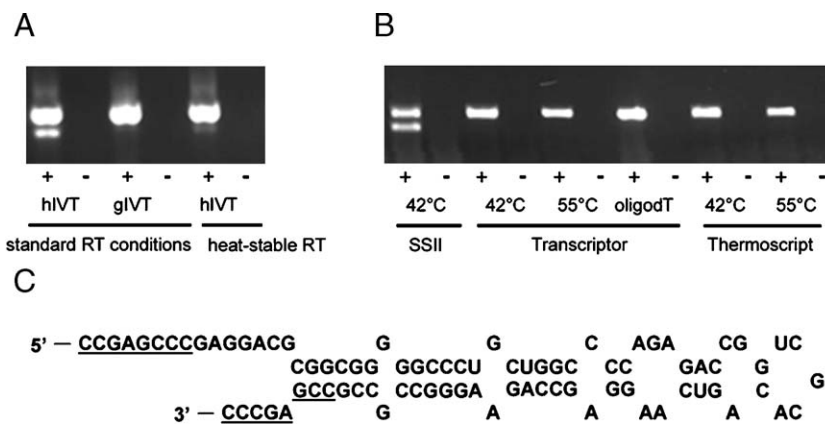 A
+ - + - + -
hIVT gIVT hIVT
standard RT conditions heat-stable RT
B
+ - + - + - + - + - + -
42°C 42°C 55°C oligodT 42°C 55°C
SSII Transcriptor Thermoscript
C
5’ — CCGAGCCCGAGGACG G G C AGA CG UC
CGGCGG GGCCCU CUGGC CC GAC G
G
GCCGCC CCGGGA GACCG GG CUG C
3’ — CCCGA G A A AA A AC